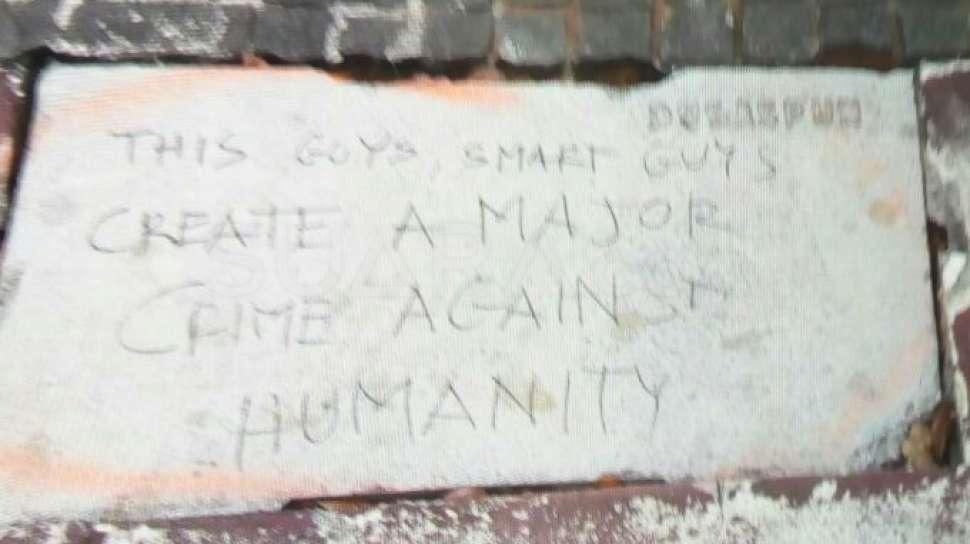 THIS GUYS, SMART GUYS
CREATE A MAJOR
CRIME AGAINST
HUMANITY